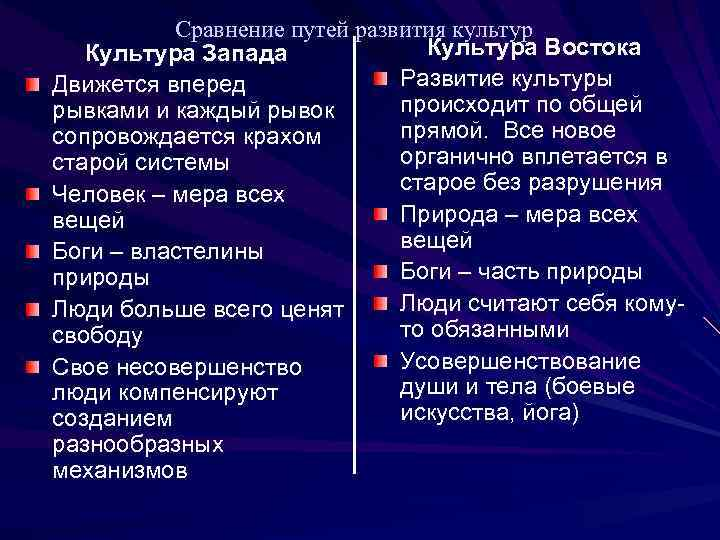 Сравнение путей развития культур
Культура Запада
Движется вперед
рывками и каждый рывок
сопровождается крахом
старой системы
Человек – мера всех
вещей
Боги – властелины
природы
Люди больше всего ценят
свободу
Свое несовершенство
люди компенсируют
созданием
разнообразных
механизмов
Культура Востока
Развитие культуры
происходит по общей
прямой. Все новое
органично вплетается в
старое без разрушения
Природа – мера всех
вещей
Боги – часть природы
Люди считают себя кому-
то обязанными
Усовершенствование
души и тела (боевые
искусства, йога)